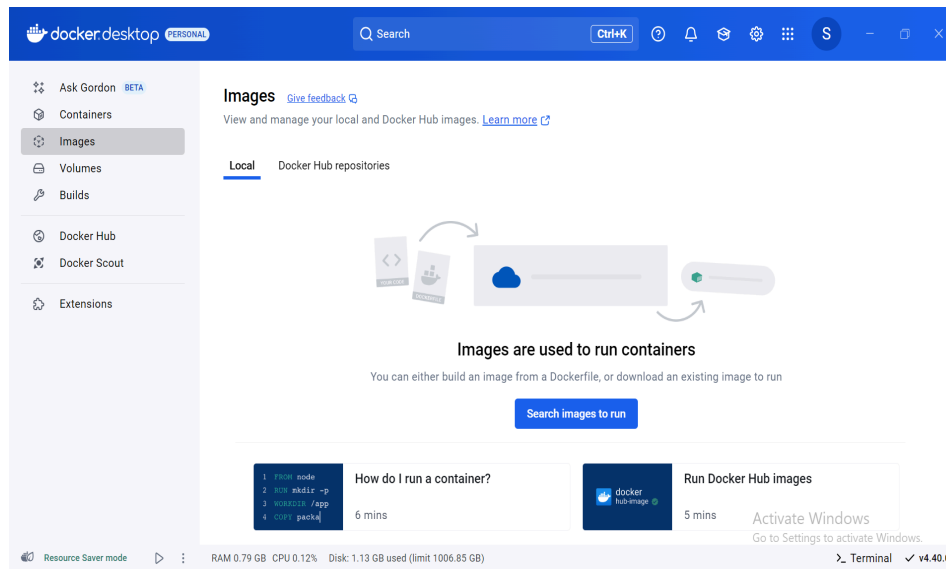 docker.desktop PERSONAL
Search
Ctrl+K
S
Ask Gordon BETA
Containers
Images
Volumes
Builds
Docker Hub
Docker Scout
Extensions
Images Give feedback
View and manage your local and Docker Hub images. Learn more
Local Docker Hub repositories
YOUR CODE
DOCKERFILE
Images are used to run containers
You can either build an image from a Dockerfile, or download an existing image to run
Search images to run
1 FROM node
2 RUN mkdir -p
3 WORKDIR /app
4 COPY packa
How do I run a container?
6 mins
docker
hub-image
Run Docker Hub images
5 mins
Activate Windows
Go to Settings to activate Windows.
Resource Saver mode
RAM 0.79 GB CPU 0.12% Disk: 1.13 GB used (limit 1006.85 GB)
>_ Terminal
v4.40.